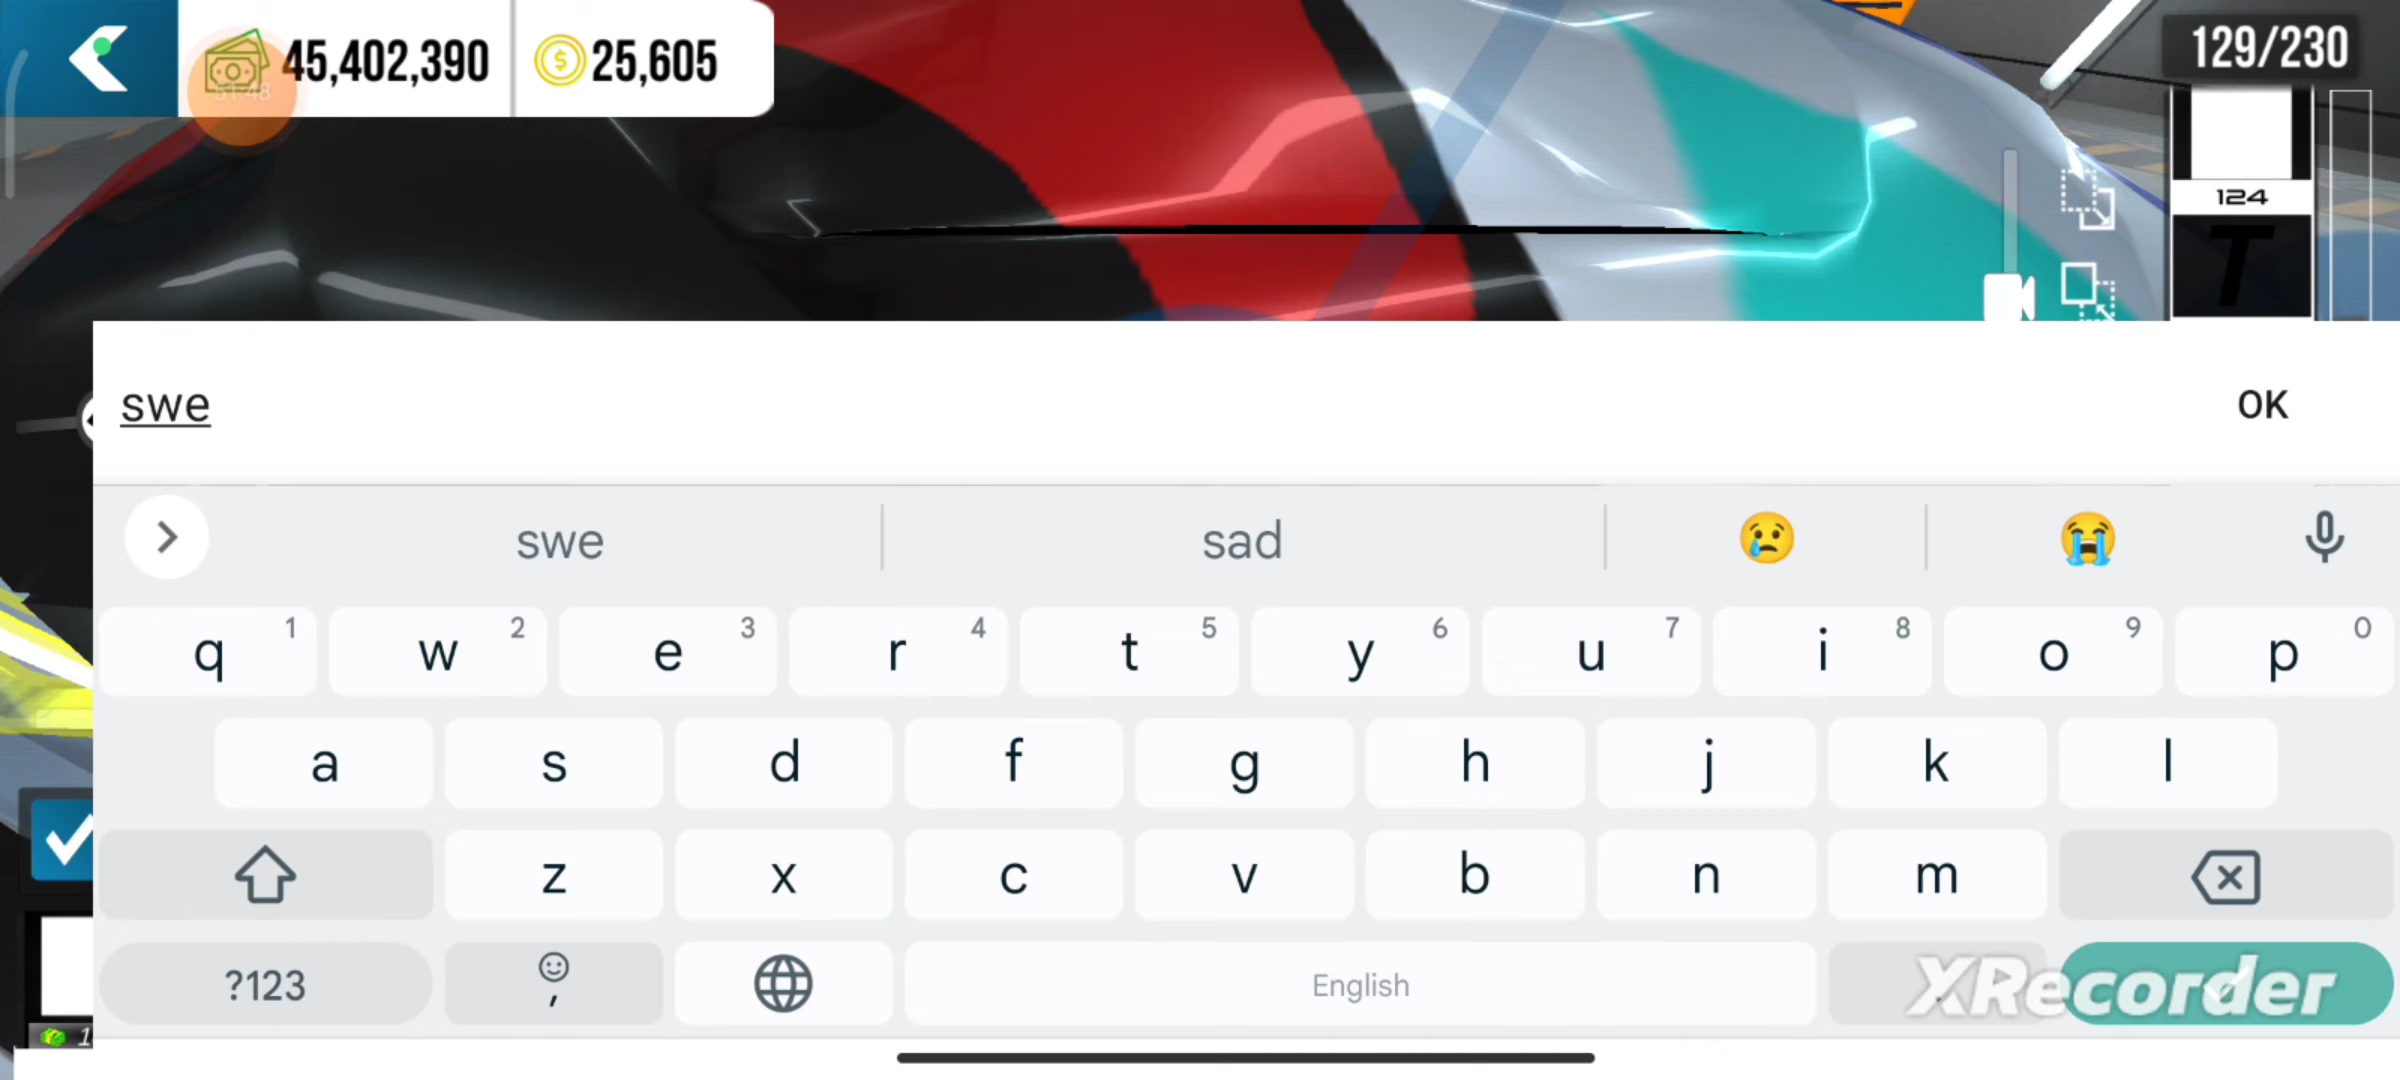 45,402,390 25,605 129/230
124
T
swe OK
swe sad
q 1 w 2 e 3 r 4 t 5 y 6 u 7 i 8 o 9 p 0
a s d f g h j k l
z x c v b n m
?123 , English
XRecorder
1